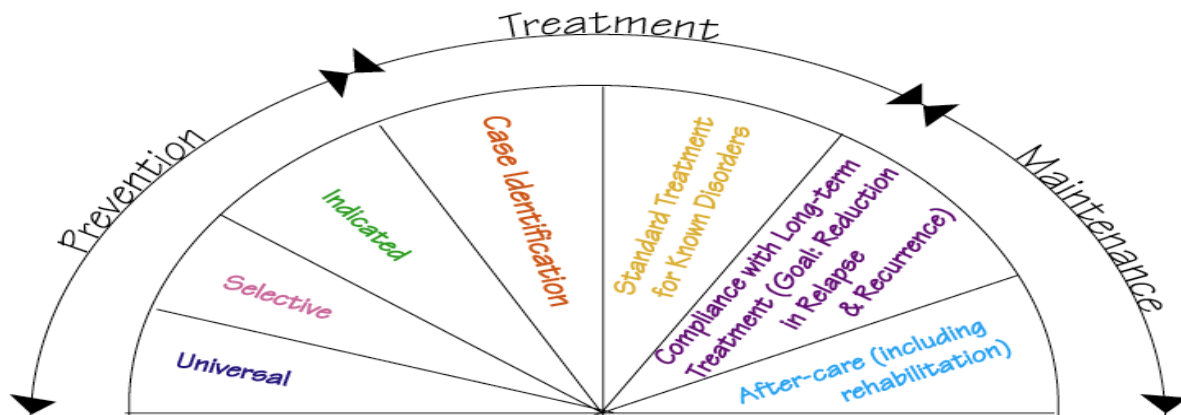 Treatment
Prevention
Maintenance
Universal
Selective
Indicated
Case Identification
Standard Treatment
for Known Disorders
Compliance with Long-term
Treatment (Goal: Reduction
in Relapse
& Recurrence)
After-care (including
rehabilitation)